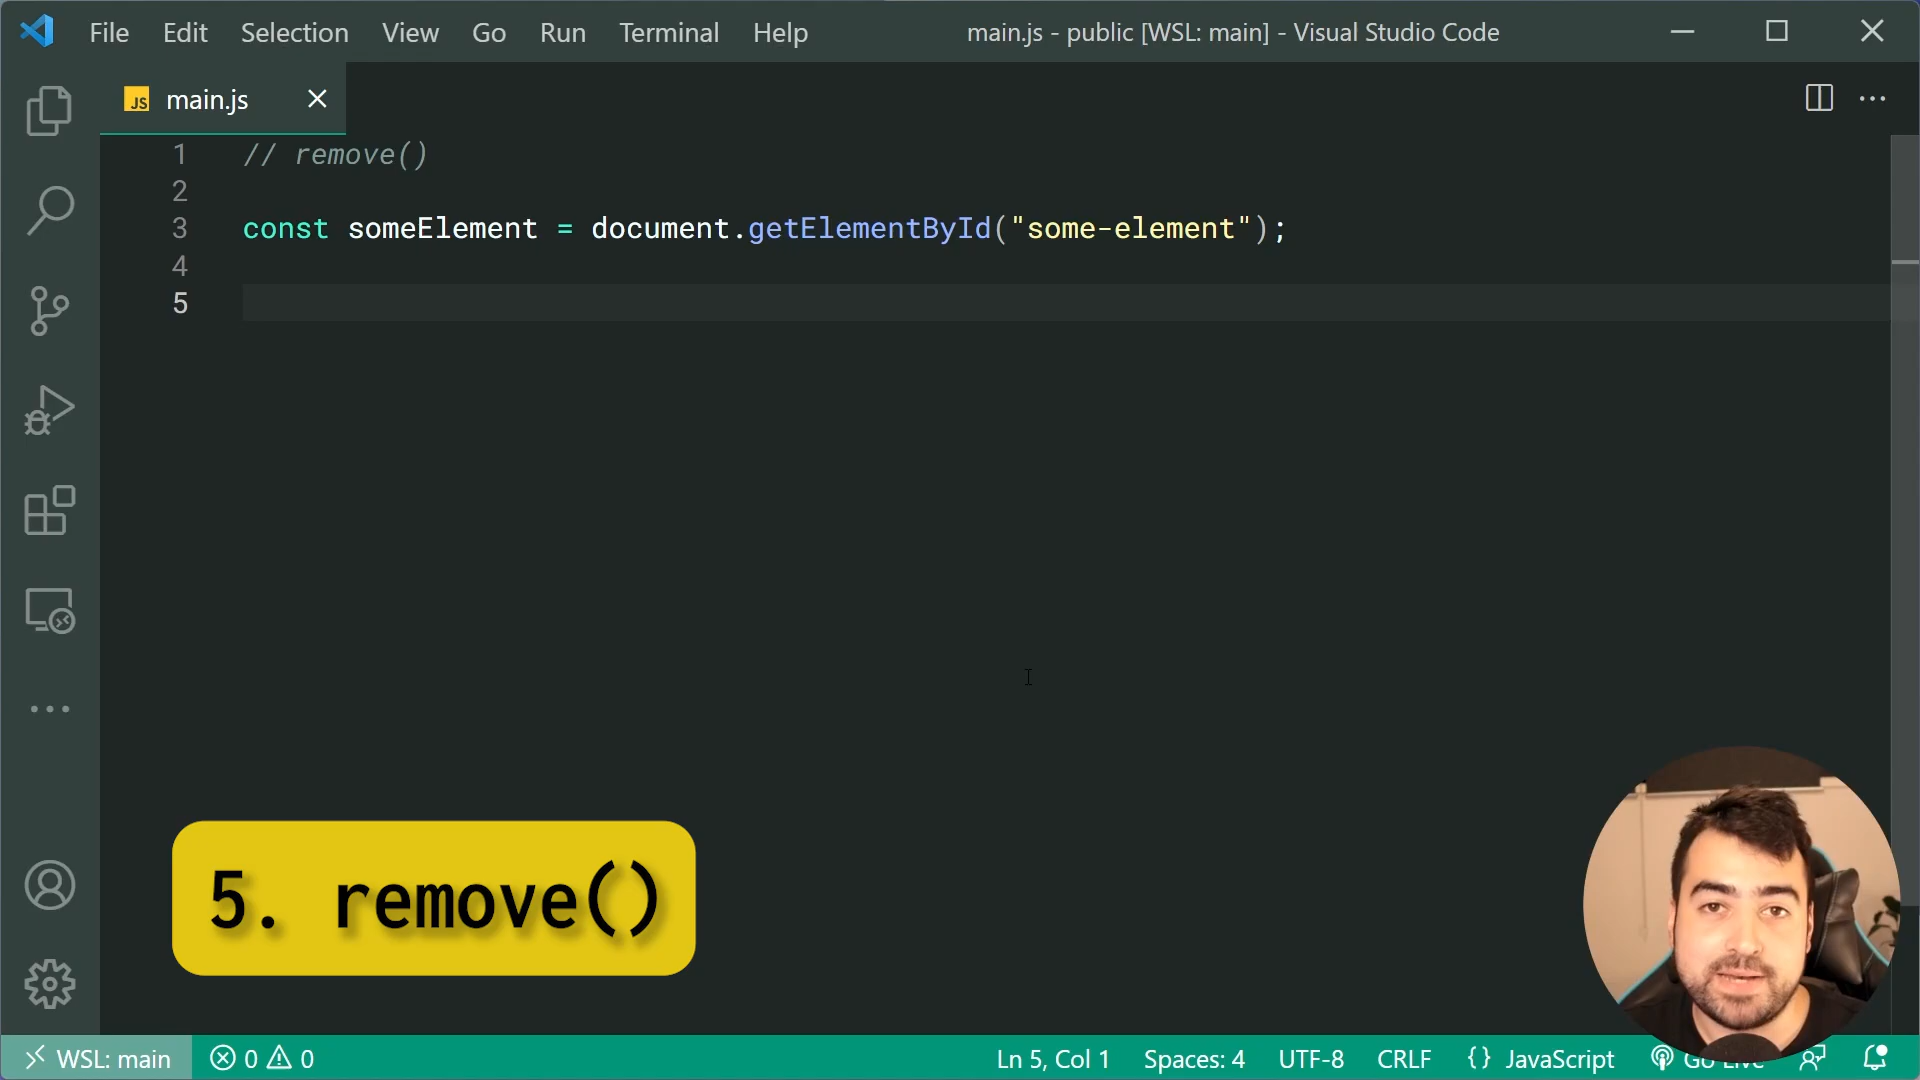 File Edit Selection View Go Run Terminal Help main.js - public [WSL: main] - Visual Studio Code
JS main.js
1 // remove()
2
3 const someElement = document.getElementById("some-element");
4
5
5. remove()
WSL: main 0 0 Ln 5, Col 1 Spaces: 4 UTF-8 CRLF {} JavaScript Go Live